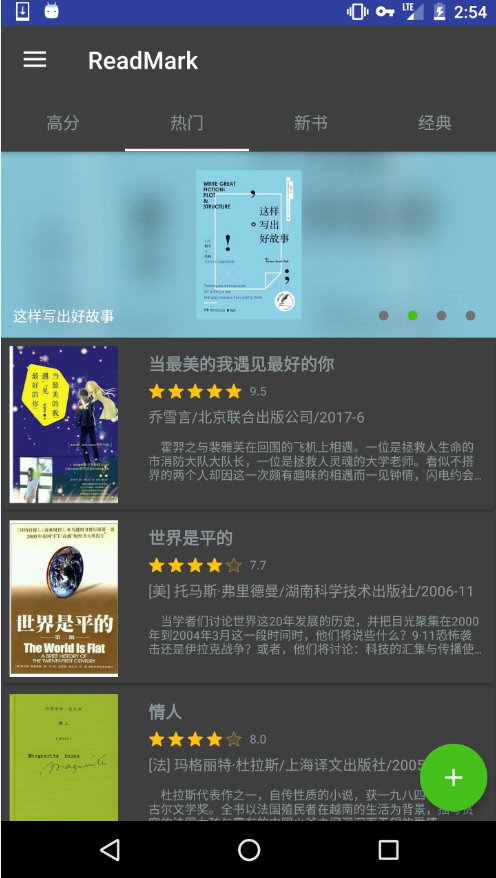 LTE
2:54
ReadMark
高分
热门
新书
经典
WRITE GREAT
FICTION:
PLOT
&
STRUCTURE
这样
写出
好故事
这样写出好故事
当最美的我
遇见
最好的你
当最美的我遇见最好的你
9.5
乔雪言/北京联合出版公司/2017-6
霍羿之与裴雅芙在回国的飞机上相遇。一位是拯救人生命的
市消防大队大队长，一位是拯救人灵魂的大学老师。看似不搭
界的两个人却因这一次颇有趣味的相遇而一见钟情，闪电约会…
世界是平的
第二版
The World Is Flat
A BRIEF HISTORY OF
THE TWENTY-FIRST CENTURY
世界是平的
7.7
[美] 托马斯·弗里德曼/湖南科学技术出版社/2006-11
当学者们讨论世界这20年发展的历史，并把目光聚集在2000
年到2004年3月这一段时间时，他们将说些什么？9·11恐怖袭
击还是伊拉克战争？或者，他们将讨论：科技的汇集与传播使…
情人
Marguerite Duras
情人
8.0
[法] 玛格丽特·杜拉斯/上海译文出版社/2005
杜拉斯代表作之一，自传性质的小说，获一九八四
古尔文学奖。全书以法国殖民者在越南的生活为背景，描写贫